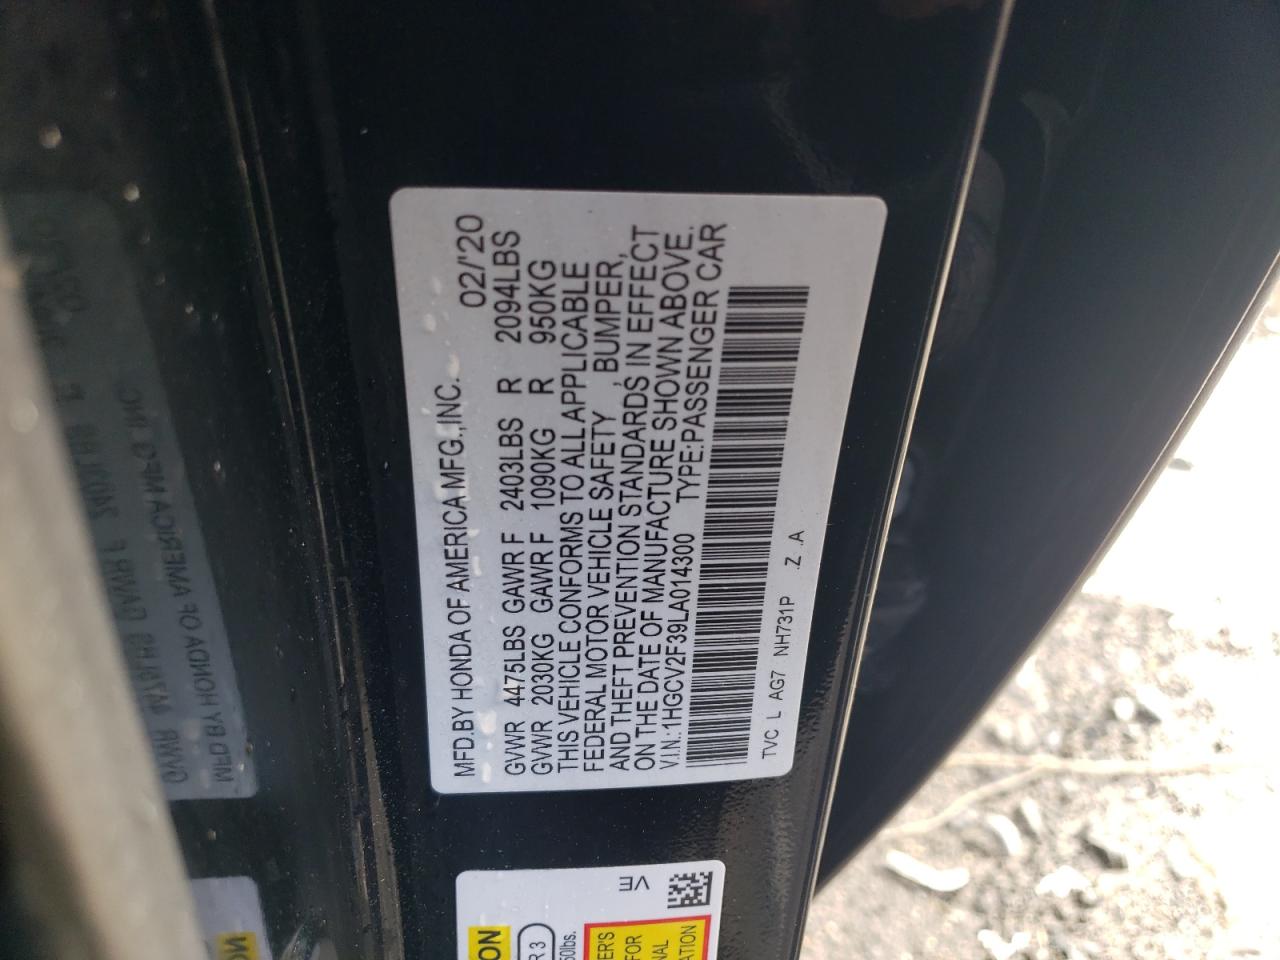 MFD.BY HONDA OF AMERICA MFG.,INC. 02/'20
GVWR 4475LBS GAWR F 2403LBS R 2094LBS
GVWR 2030KG GAWR F 1090KG R 950KG
THIS VEHICLE CONFORMS TO ALL APPLICABLE
FEDERAL MOTOR VEHICLE SAFETY , BUMPER,
AND THEFT PREVENTION STANDARDS IN EFFECT
ON THE DATE OF MANUFACTURE SHOWN ABOVE.
V.I.N.:1HGCV2F39LA014300 TYPE:PASSENGER CAR
TVC L AG7 NH731P .Z .A
VE